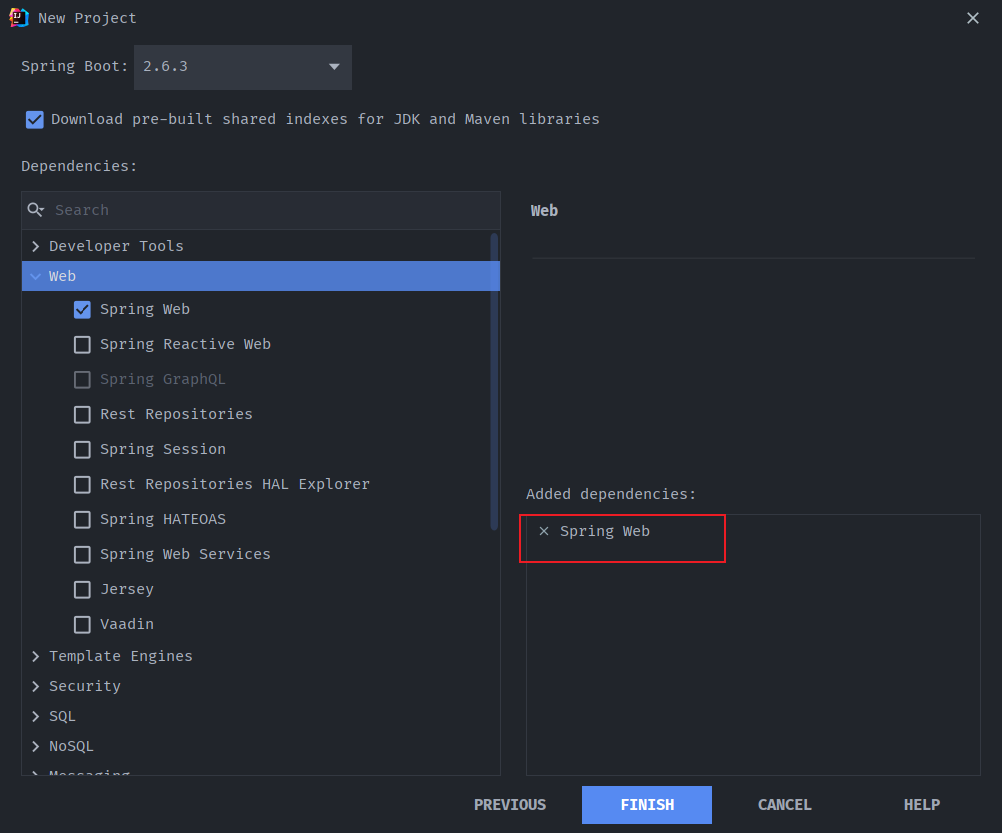 New Project
Spring Boot: 2.6.3
Download pre-built shared indexes for JDK and Maven libraries
Dependencies:
Search
Developer Tools
Web
Spring Web
Spring Reactive Web
Spring GraphQL
Rest Repositories
Spring Session
Rest Repositories HAL Explorer
Spring HATEOAS
Spring Web Services
Jersey
Vaadin
Template Engines
Security
SQL
NoSQL
Messaging
Web
Added dependencies:
Spring Web
PREVIOUS FINISH CANCEL HELP